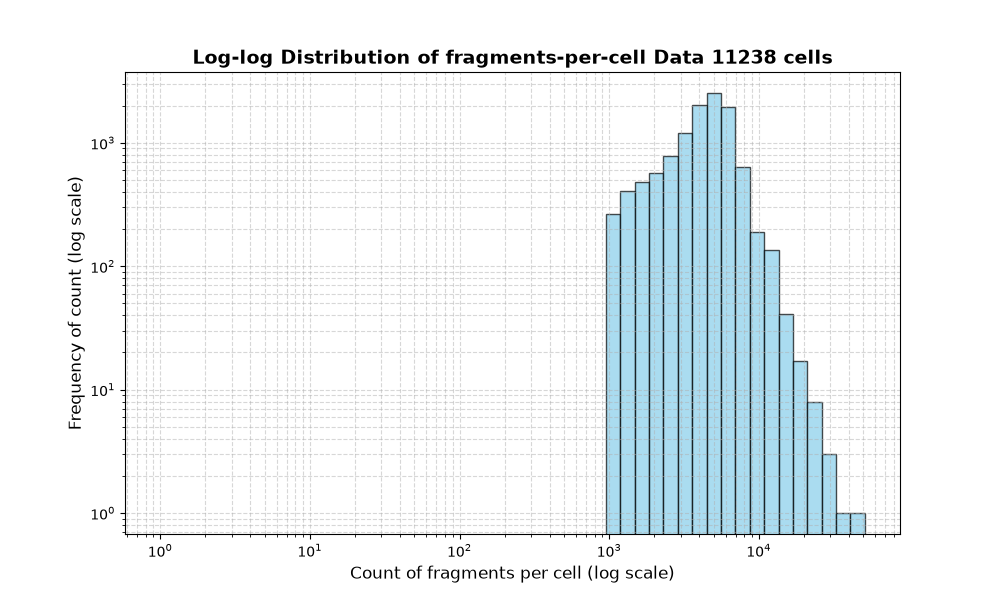 Log-log Distribution of fragments-per-cell Data 11238 cells
Frequency of count (log scale)
10³
10²
10¹
10⁰
10⁰ 10¹ 10² 10³ 10⁴
Count of fragments per cell (log scale)